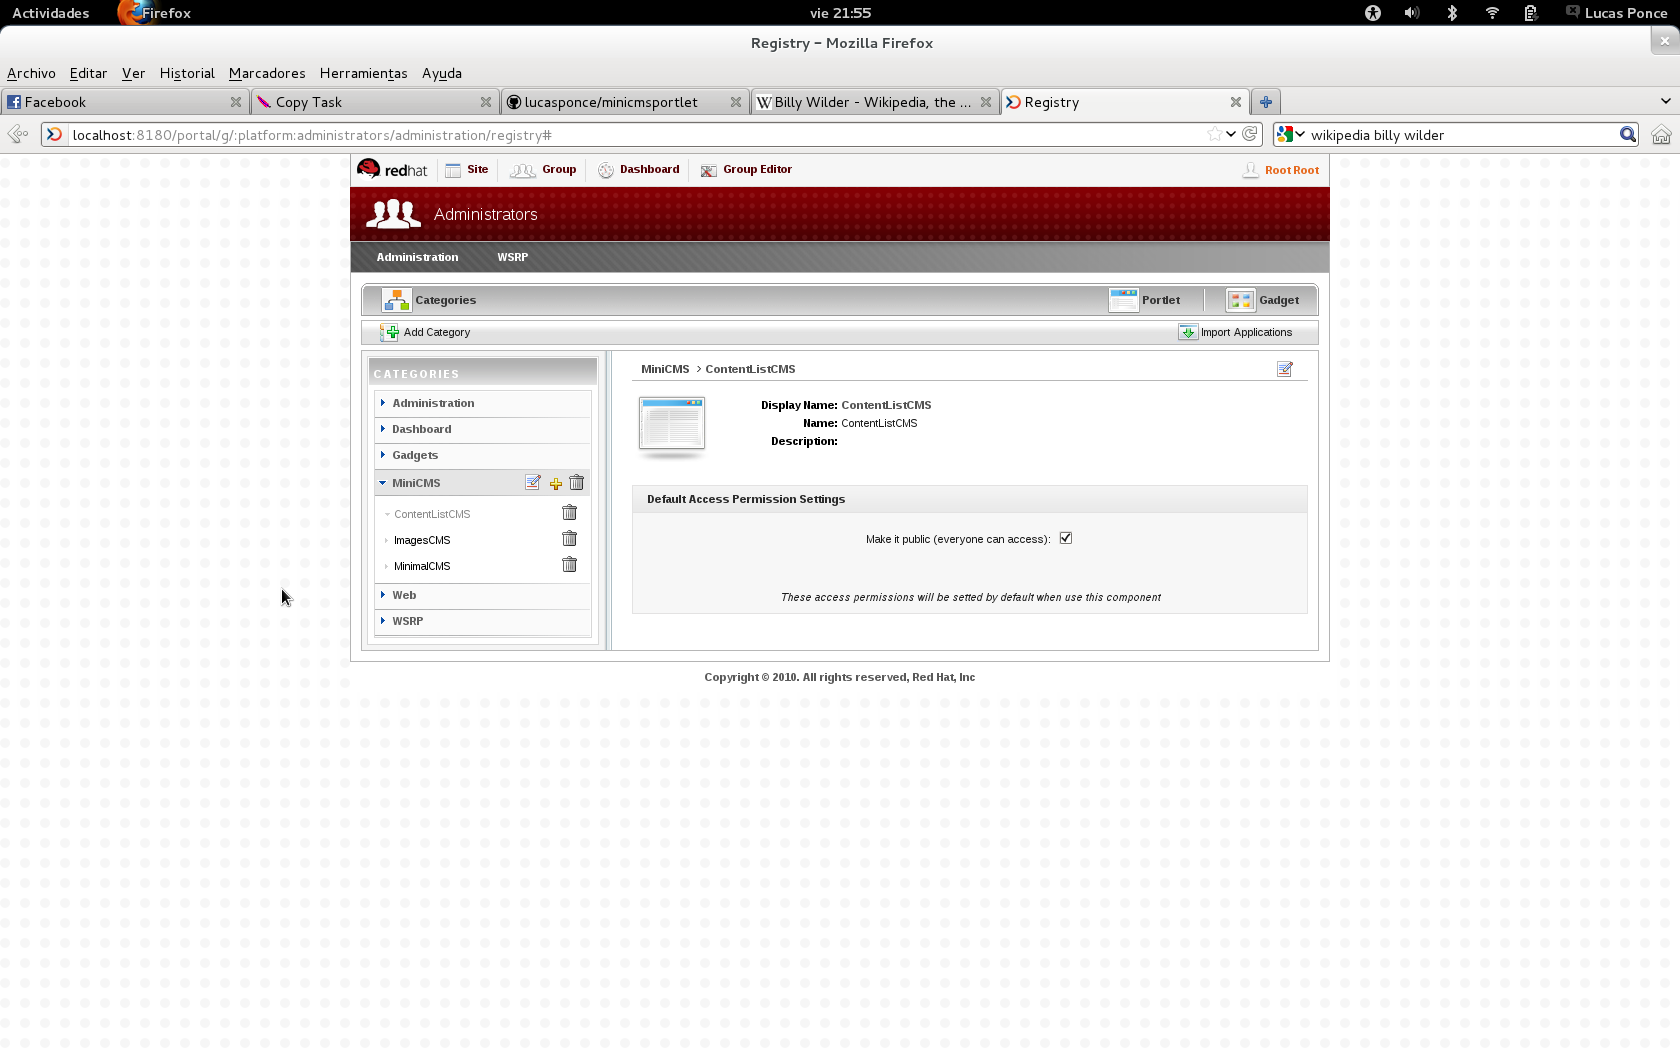 Actividades Firefox vie 21:55 Lucas Ponce
Registry - Mozilla Firefox
Archivo Editar Ver Historial Marcadores Herramientas Ayuda
Facebook Copy Task lucasponce/minicmsportlet Billy Wilder - Wikipedia, the ... Registry
localhost:8180/portal/g/:platform:administrators/administration/registry# wikipedia billy wilder
redhat Site Group Dashboard Group Editor Root Root
Administrators
Administration WSRP
Categories Portlet Gadget
Add Category Import Applications
CATEGORIES
Administration
Dashboard
Gadgets
MiniCMS
ContentListCMS
ImagesCMS
MinimalCMS
Web
WSRP
MiniCMS > ContentListCMS
Display Name: ContentListCMS
Name: ContentListCMS
Description:
Default Access Permission Settings
Make it public (everyone can access):
These access permissions will be setted by default when use this component
Copyright © 2010. All rights reserved, Red Hat, Inc